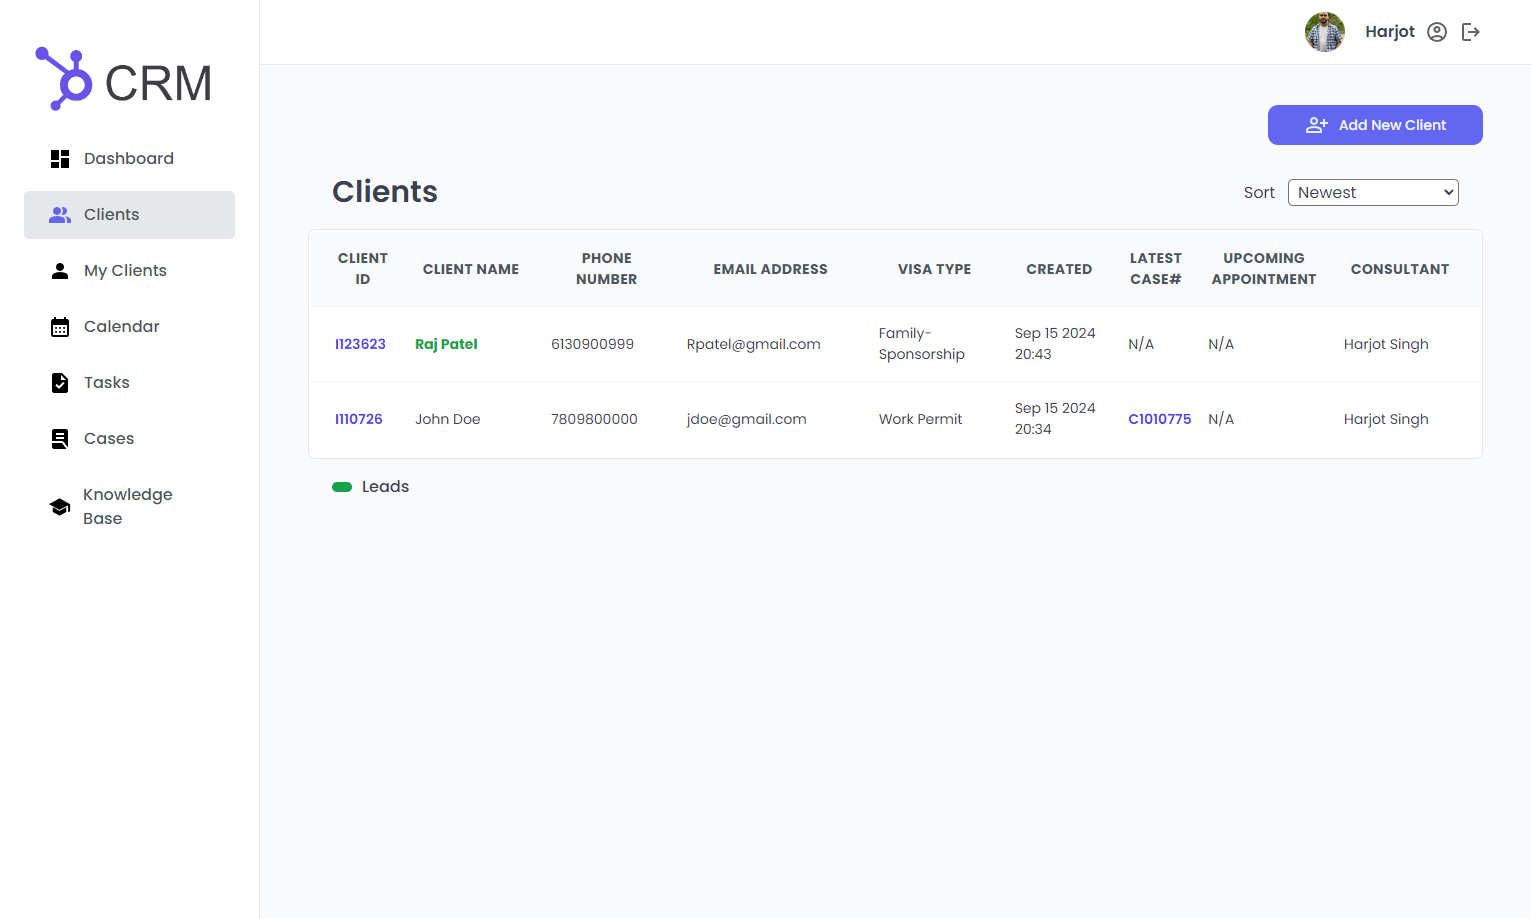 Harjot
CRM
Dashboard
Clients
My Clients
Calendar
Tasks
Cases
Knowledge
Base
Add New Client
Clients
Sort Newest
CLIENT ID CLIENT NAME PHONE NUMBER EMAIL ADDRESS VISA TYPE CREATED LATEST CASE# UPCOMING APPOINTMENT CONSULTANT
I123623 Raj Patel 6130900999 Rpatel@gmail.com Family-Sponsorship Sep 15 2024 20:43 N/A N/A Harjot Singh
I110726 John Doe 7809800000 jdoe@gmail.com Work Permit Sep 15 2024 20:34 C1010775 N/A Harjot Singh
Leads